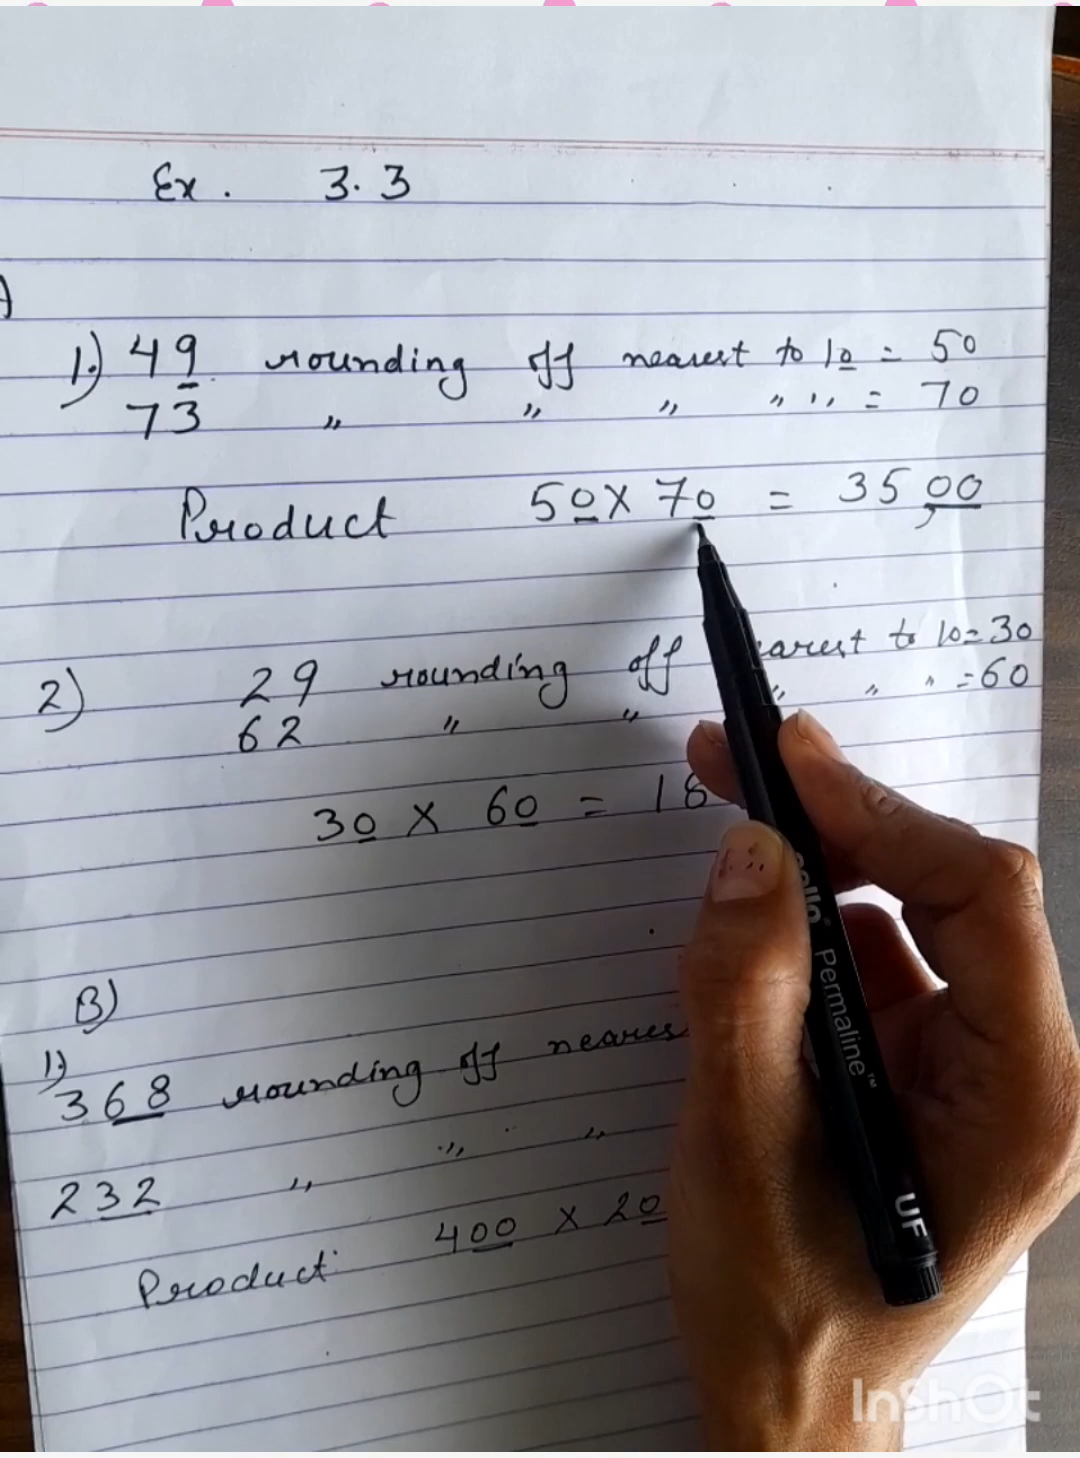 Ex. 3.3
1.) 49 rounding off nearest to 10 = 50
73 " " " " " = 70
Product 50 X 70 = 3500
2) 29 rounding off nearest to 10=30
62 " " " " " =60
30 X 60 = 18
B)
1)
368 rounding off neares
232 " " "
Product: 400 X 20
cello Permaline™ UF
InShOt